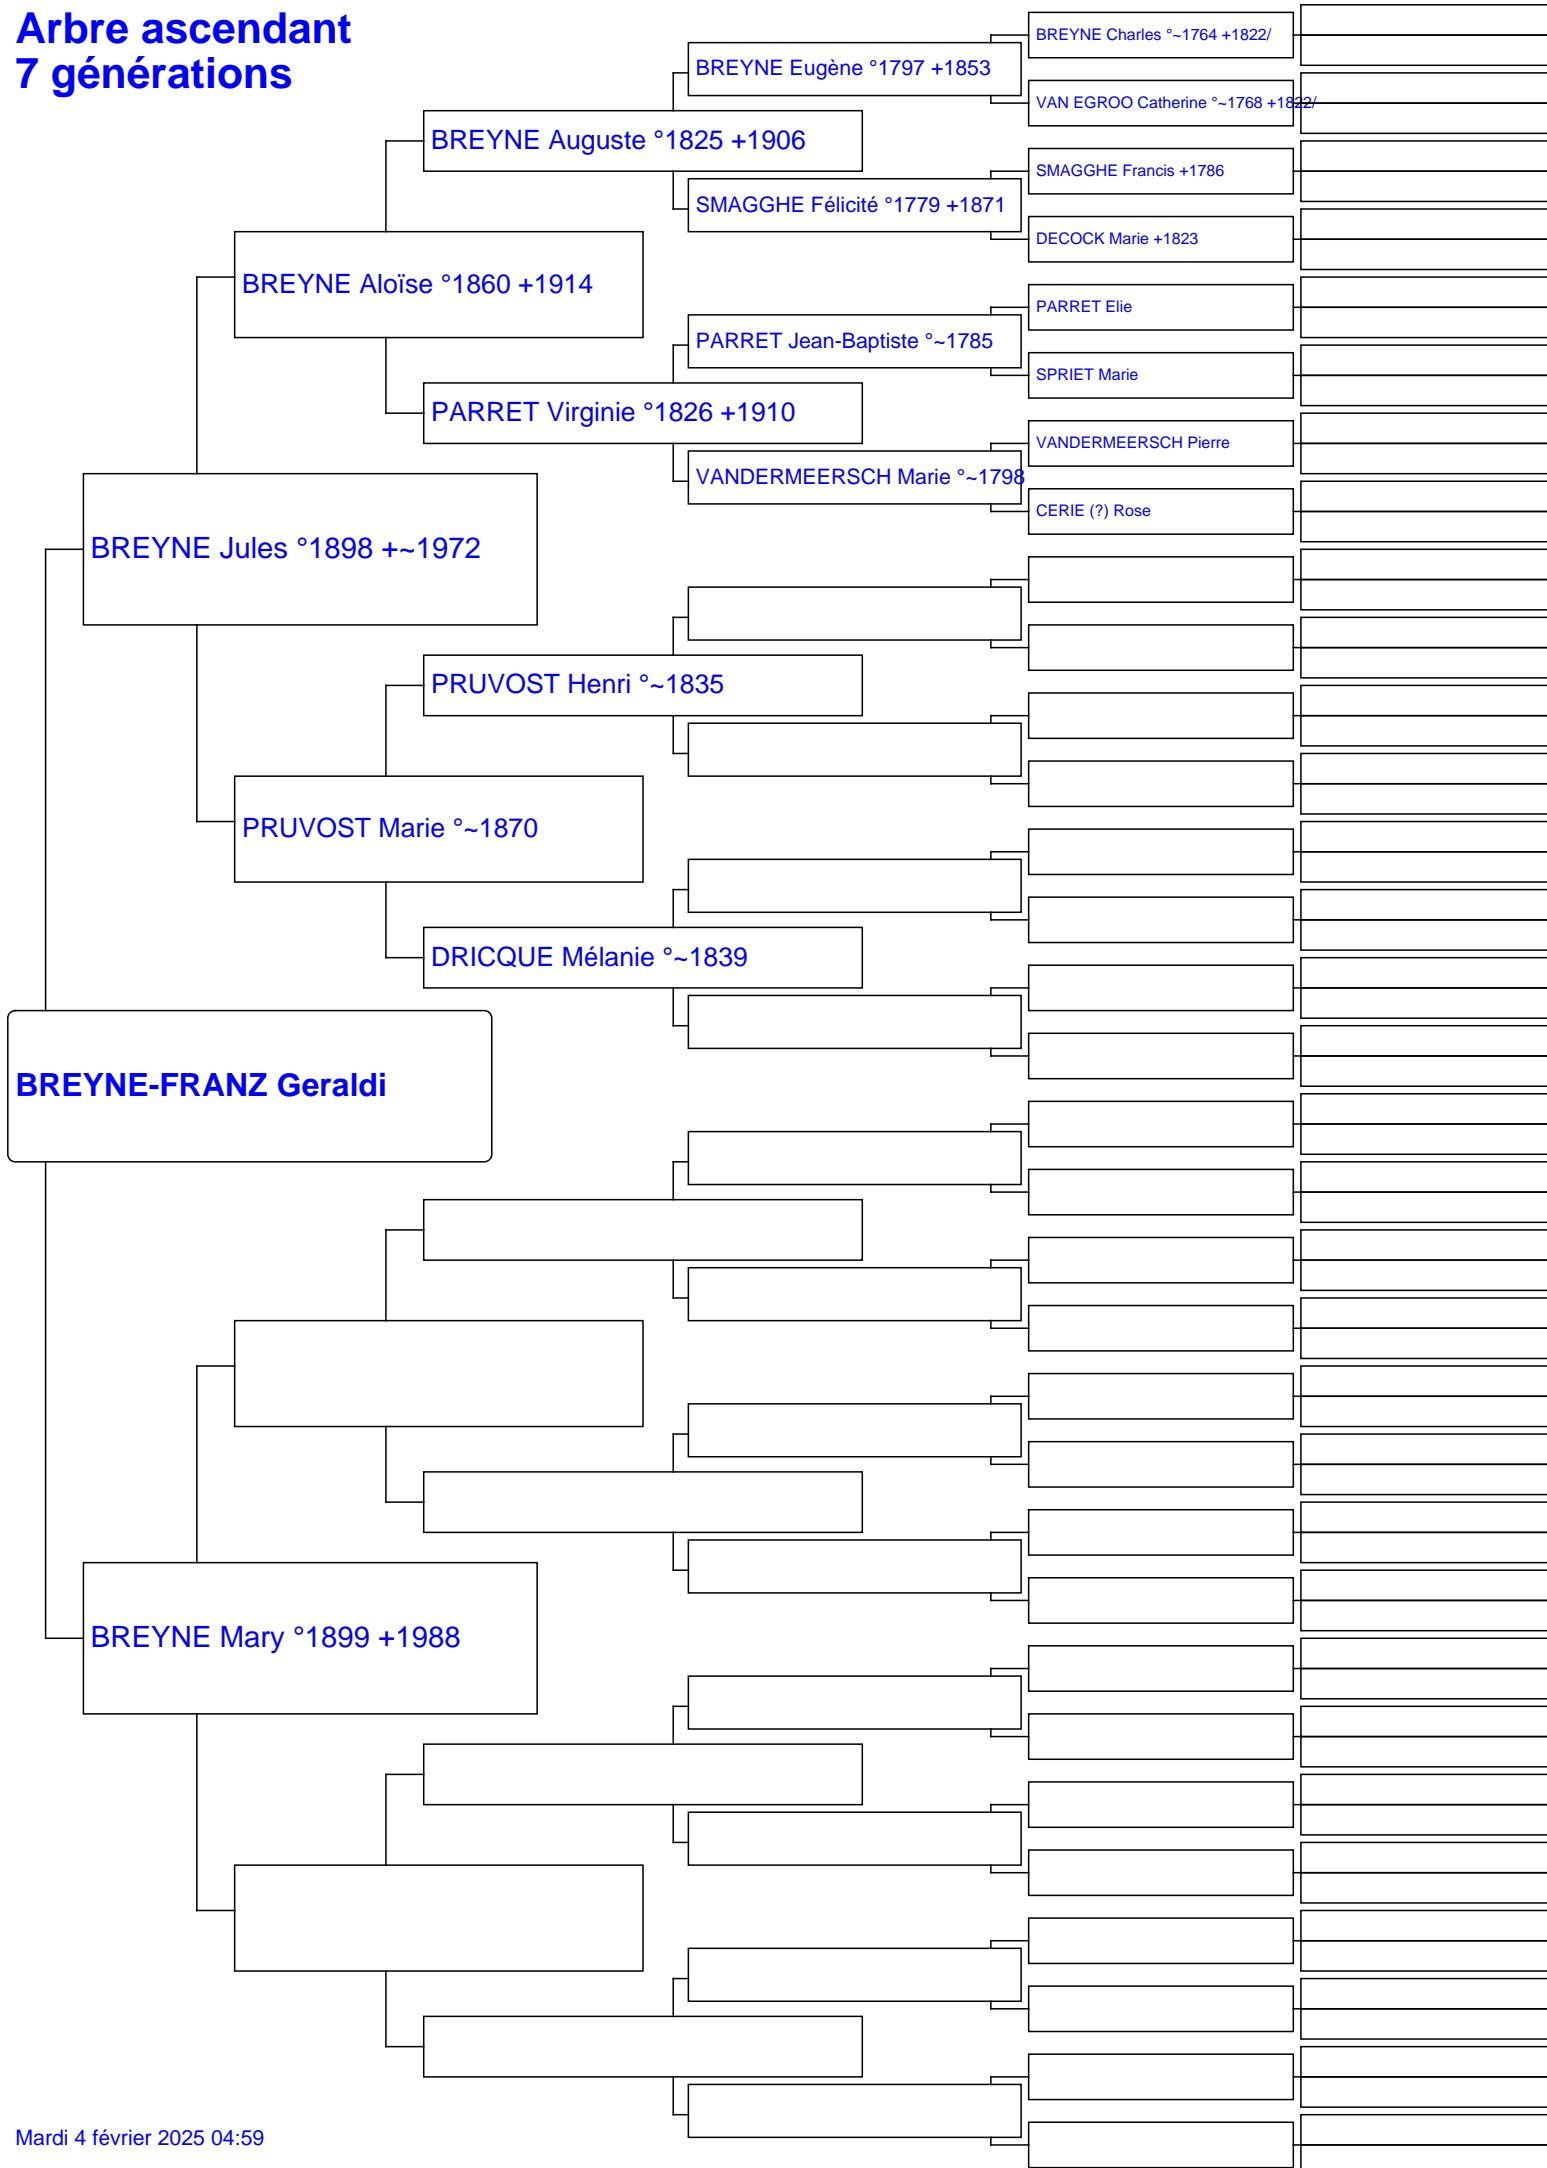 Arbre ascendant
7 générations
BREYNE Charles °~1764 +1822/
BREYNE Eugène °1797 +1853
VAN EGROO Catherine °~1768 +1822/
BREYNE Auguste °1825 +1906
SMAGGHE Francis +1786
SMAGGHE Félicité °1779 +1871
DECOCK Marie +1823
BREYNE Aloïse °1860 +1914
PARRET Elie
PARRET Jean-Baptiste °~1785
SPRIET Marie
PARRET Virginie °1826 +1910
VANDERMEERSCH Pierre
VANDERMEERSCH Marie °~1798
CERIE (?) Rose
BREYNE Jules °1898 +~1972
PRUVOST Henri °~1835
PRUVOST Marie °~1870
DRICQUE Mélanie °~1839
BREYNE-FRANZ Geraldi
BREYNE Mary °1899 +1988
Mardi 4 février 2025 04:59